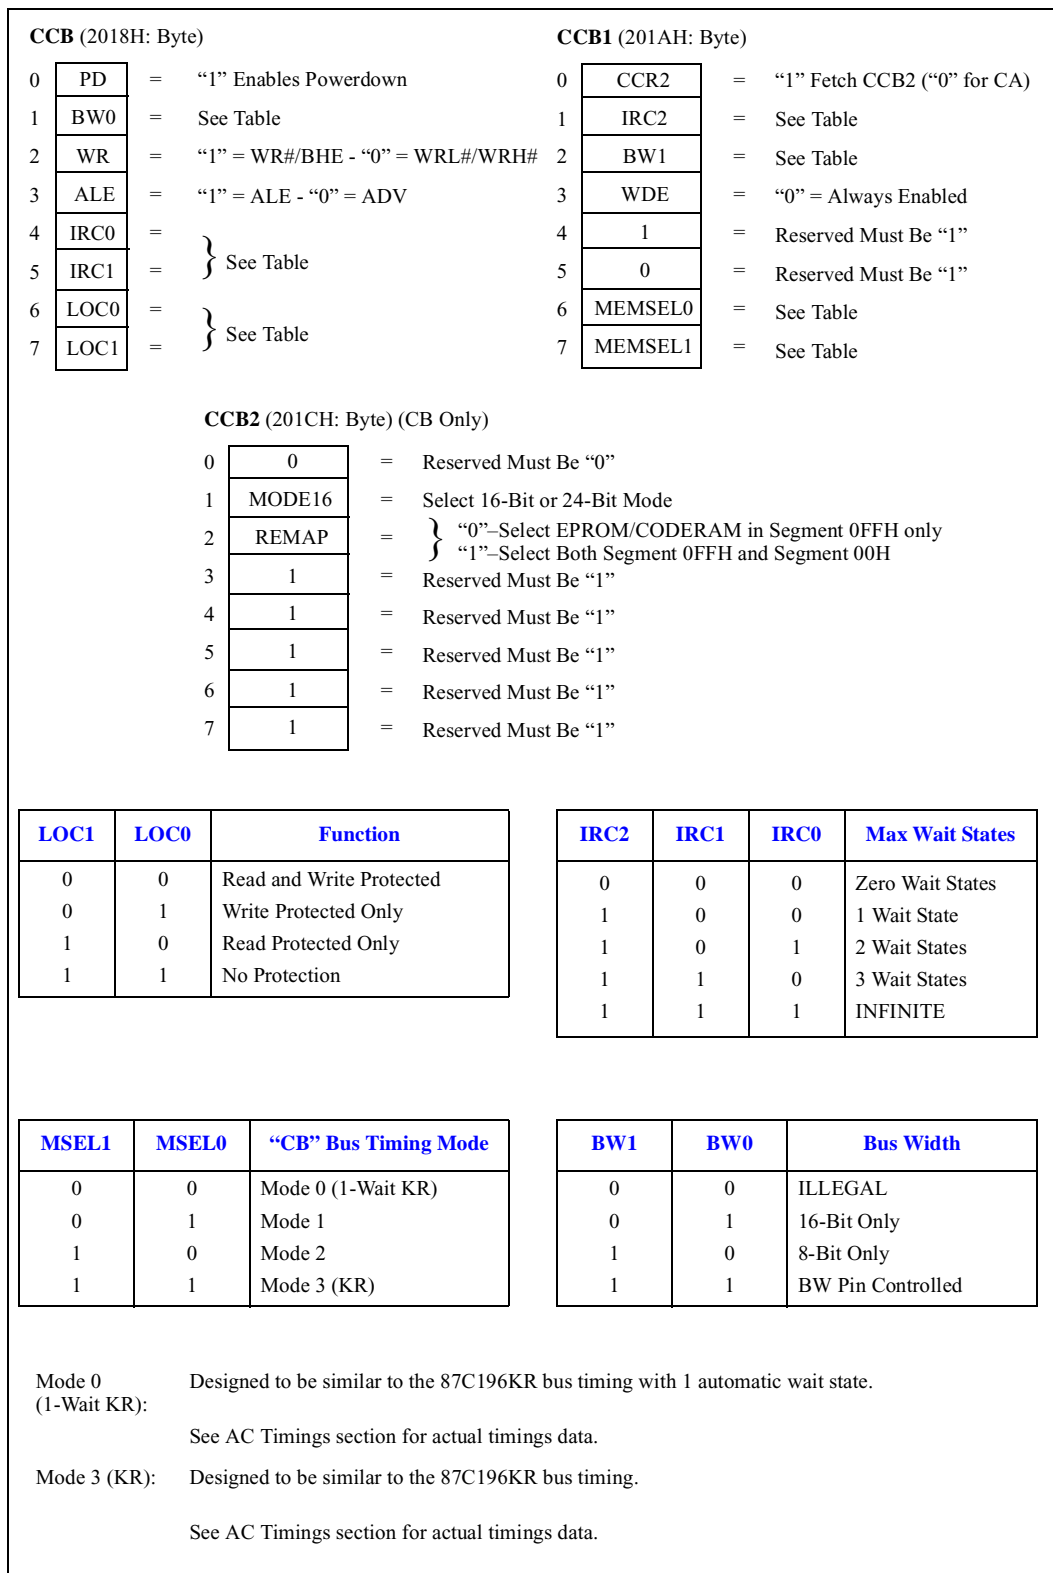 CCB (2018H: Byte)
0 PD = “1” Enables Powerdown
1 BW0 = See Table
2 WR = “1” = WR#/BHE - “0” = WRL#/WRH#
3 ALE = “1” = ALE - “0” = ADV
4 IRC0 =
5 IRC1 =
} See Table
6 LOC0 =
7 LOC1 =
} See Table
CCB1 (201AH: Byte)
0 CCR2 = “1” Fetch CCB2 (“0” for CA)
1 IRC2 = See Table
2 BW1 = See Table
3 WDE = “0” = Always Enabled
4 1 = Reserved Must Be “1”
5 0 = Reserved Must Be “1”
6 MEMSEL0 = See Table
7 MEMSEL1 = See Table
CCB2 (201CH: Byte) (CB Only)
0 0 = Reserved Must Be “0”
1 MODE16 = Select 16-Bit or 24-Bit Mode
2 REMAP = } “0”–Select EPROM/CODERAM in Segment 0FFH only
“1”–Select Both Segment 0FFH and Segment 00H
3 1 = Reserved Must Be “1”
4 1 = Reserved Must Be “1”
5 1 = Reserved Must Be “1”
6 1 = Reserved Must Be “1”
7 1 = Reserved Must Be “1”
LOC1 LOC0 Function
0 0 Read and Write Protected
0 1 Write Protected Only
1 0 Read Protected Only
1 1 No Protection
IRC2 IRC1 IRC0 Max Wait States
0 0 0 Zero Wait States
1 0 0 1 Wait State
1 0 1 2 Wait States
1 1 0 3 Wait States
1 1 1 INFINITE
MSEL1 MSEL0 “CB” Bus Timing Mode
0 0 Mode 0 (1-Wait KR)
0 1 Mode 1
1 0 Mode 2
1 1 Mode 3 (KR)
BW1 BW0 Bus Width
0 0 ILLEGAL
0 1 16-Bit Only
1 0 8-Bit Only
1 1 BW Pin Controlled
Mode 0 Designed to be similar to the 87C196KR bus timing with 1 automatic wait state.
(1-Wait KR):
See AC Timings section for actual timings data.
Mode 3 (KR): Designed to be similar to the 87C196KR bus timing.
See AC Timings section for actual timings data.